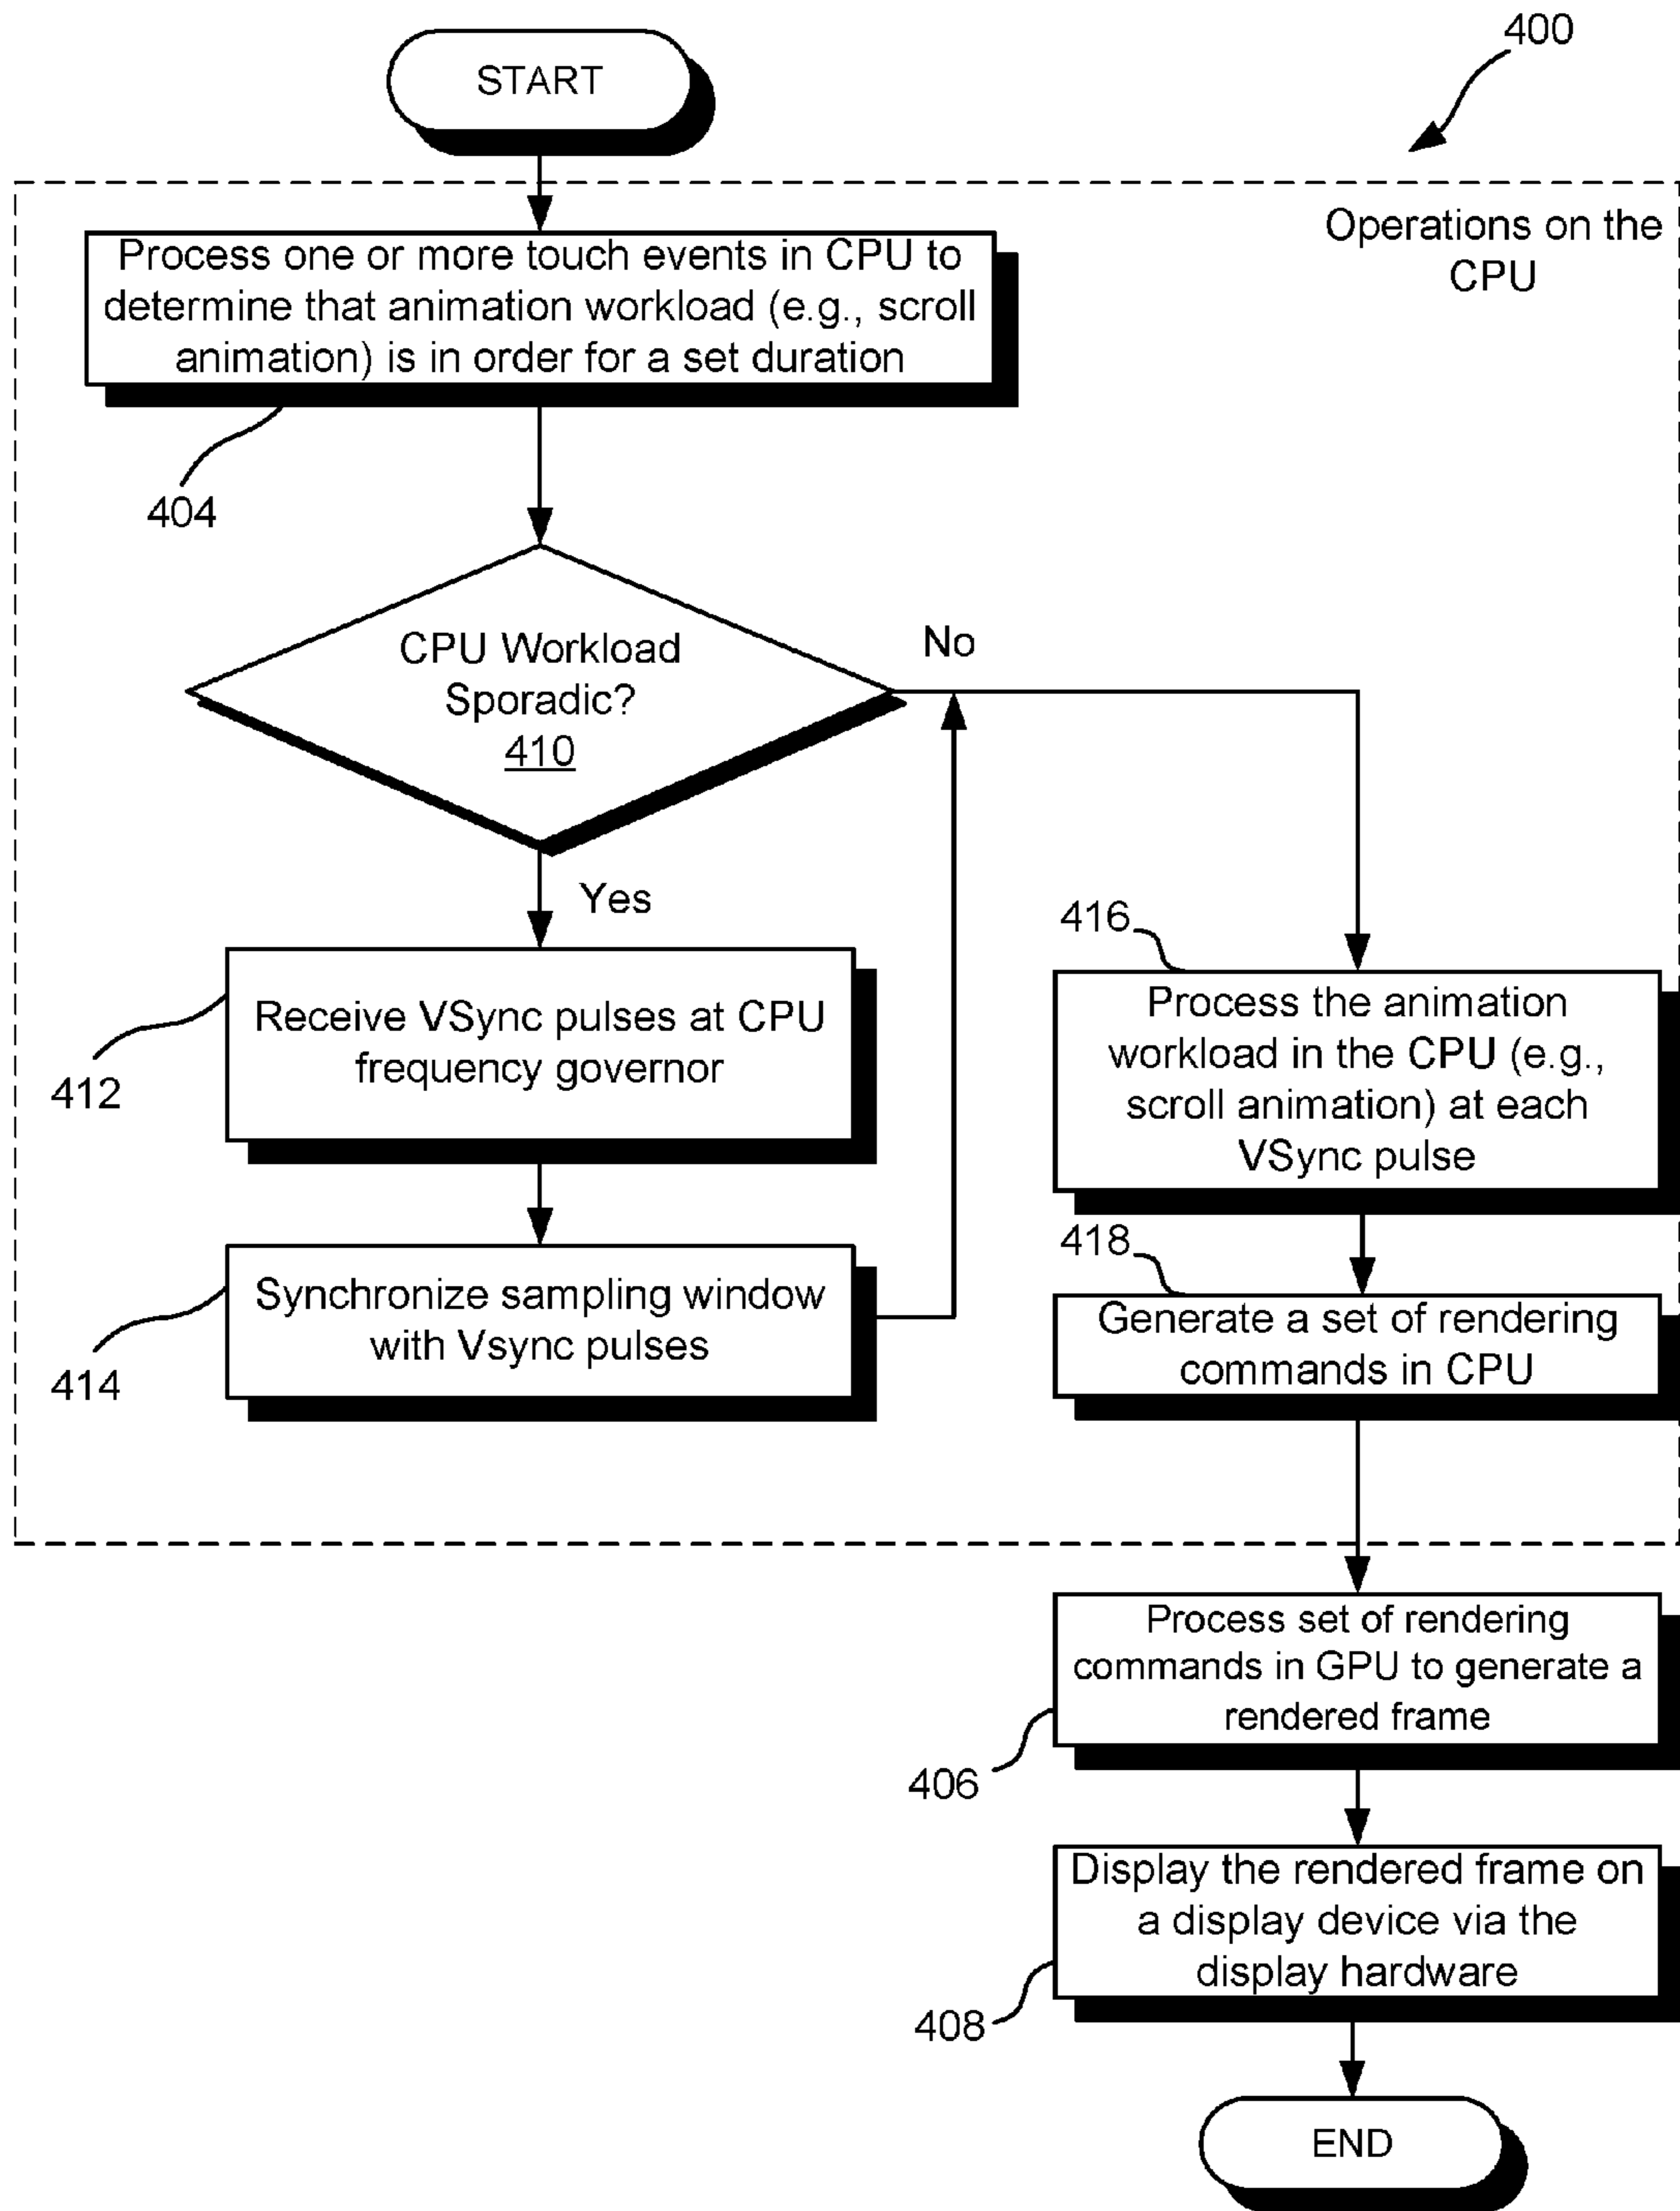 400
START
Operations on the
CPU
Process one or more touch events in CPU to
determine that animation workload (e.g., scroll
animation) is in order for a set duration
404
CPU Workload
Sporadic?
410
No
Yes
412
Receive VSync pulses at CPU
frequency governor
414
Synchronize sampling window
with Vsync pulses
416
Process the animation
workload in the CPU (e.g.,
scroll animation) at each
VSync pulse
418
Generate a set of rendering
commands in CPU
Process set of rendering
commands in GPU to generate a
rendered frame
406
Display the rendered frame on
a display device via the
display hardware
408
END